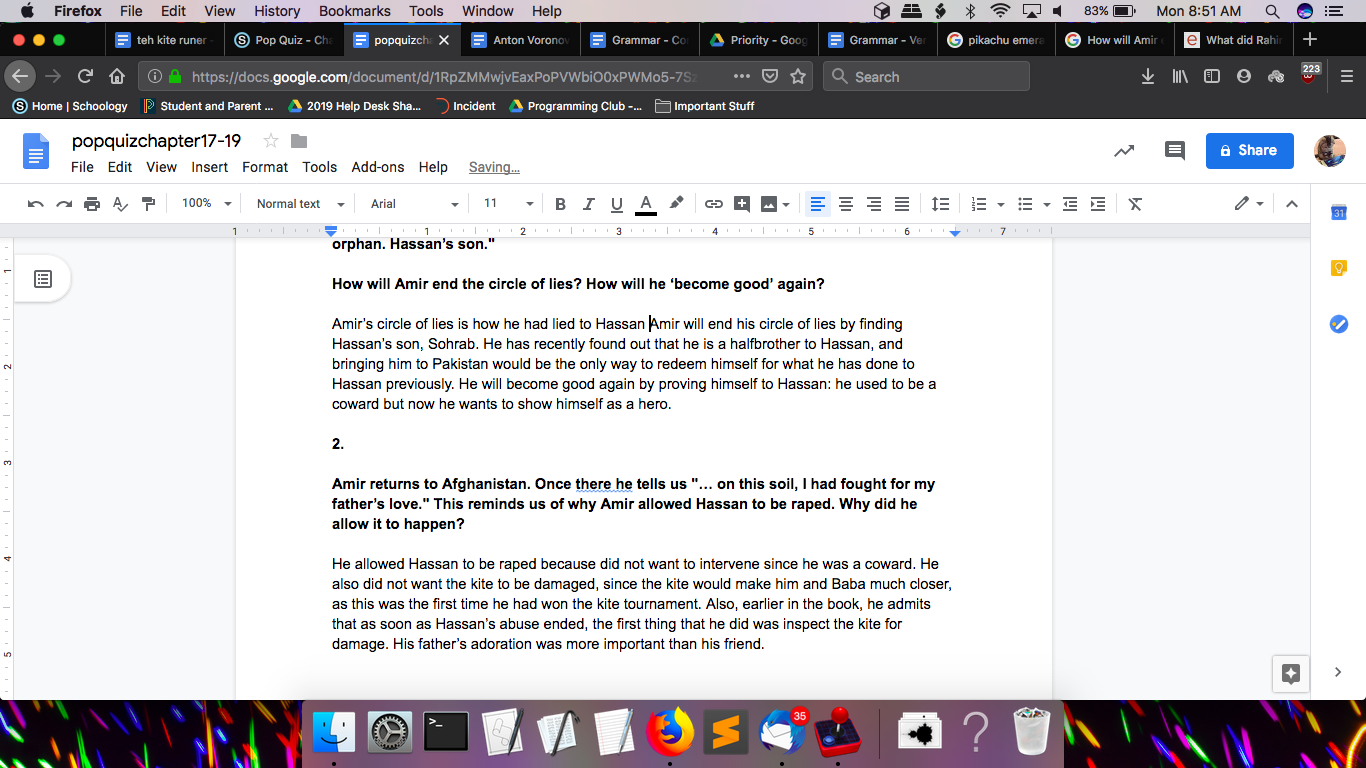 Firefox File Edit View History Bookmarks Tools Window Help 83% Mon 8:51 AM
teh kite runer - Pop Quiz - Cha popquizcha Anton Voronov Grammar - Co Priority - Goog Grammar - Ver pikachu emera How will Amir What did Rahi
https://docs.google.com/document/d/1RpZMMwjvEaxPoPVWbiO0xPWMo5-7S Search 223
Home | Schoology Student and Parent ... 2019 Help Desk Sha... Incident Programming Club -... Important Stuff
popquizchapter17-19
File Edit View Insert Format Tools Add-ons Help Saving... Share
100% Normal text Arial 11 B I U A
1 1 2 3 4 5 6 7
31
orphan. Hassan's son."
How will Amir end the circle of lies? How will he ‘become good’ again?
Amir’s circle of lies is how he had lied to Hassan Amir will end his circle of lies by finding
Hassan’s son, Sohrab. He has recently found out that he is a halfbrother to Hassan, and
bringing him to Pakistan would be the only way to redeem himself for what he has done to
Hassan previously. He will become good again by proving himself to Hassan: he used to be a
coward but now he wants to show himself as a hero.
2.
Amir returns to Afghanistan. Once there he tells us "… on this soil, I had fought for my
father’s love." This reminds us of why Amir allowed Hassan to be raped. Why did he
allow it to happen?
He allowed Hassan to be raped because did not want to intervene since he was a coward. He
also did not want the kite to be damaged, since the kite would make him and Baba much closer,
as this was the first time he had won the kite tournament. Also, earlier in the book, he admits
that as soon as Hassan’s abuse ended, the first thing that he did was inspect the kite for
damage. His father’s adoration was more important than his friend.
1
2
3
4
5
35